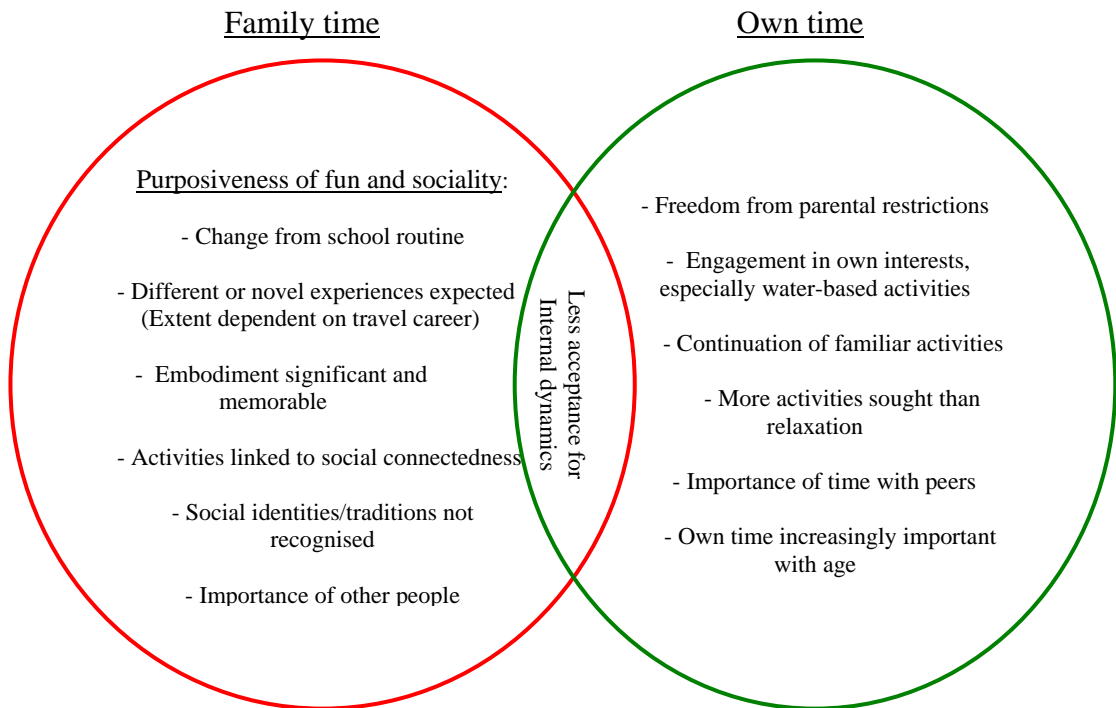 Family time
Own time
Purposiveness of fun and sociality:
- Change from school routine
- Different or novel experiences expected
(Extent dependent on travel career)
- Embodiment significant and
memorable
- Activities linked to social connectedness
- Social identities/traditions not
recognised
- Importance of other people
Less acceptance for
Internal dynamics
- Freedom from parental restrictions
- Engagement in own interests,
especially water-based activities
- Continuation of familiar activities
- More activities sought than
relaxation
- Importance of time with peers
- Own time increasingly important
with age